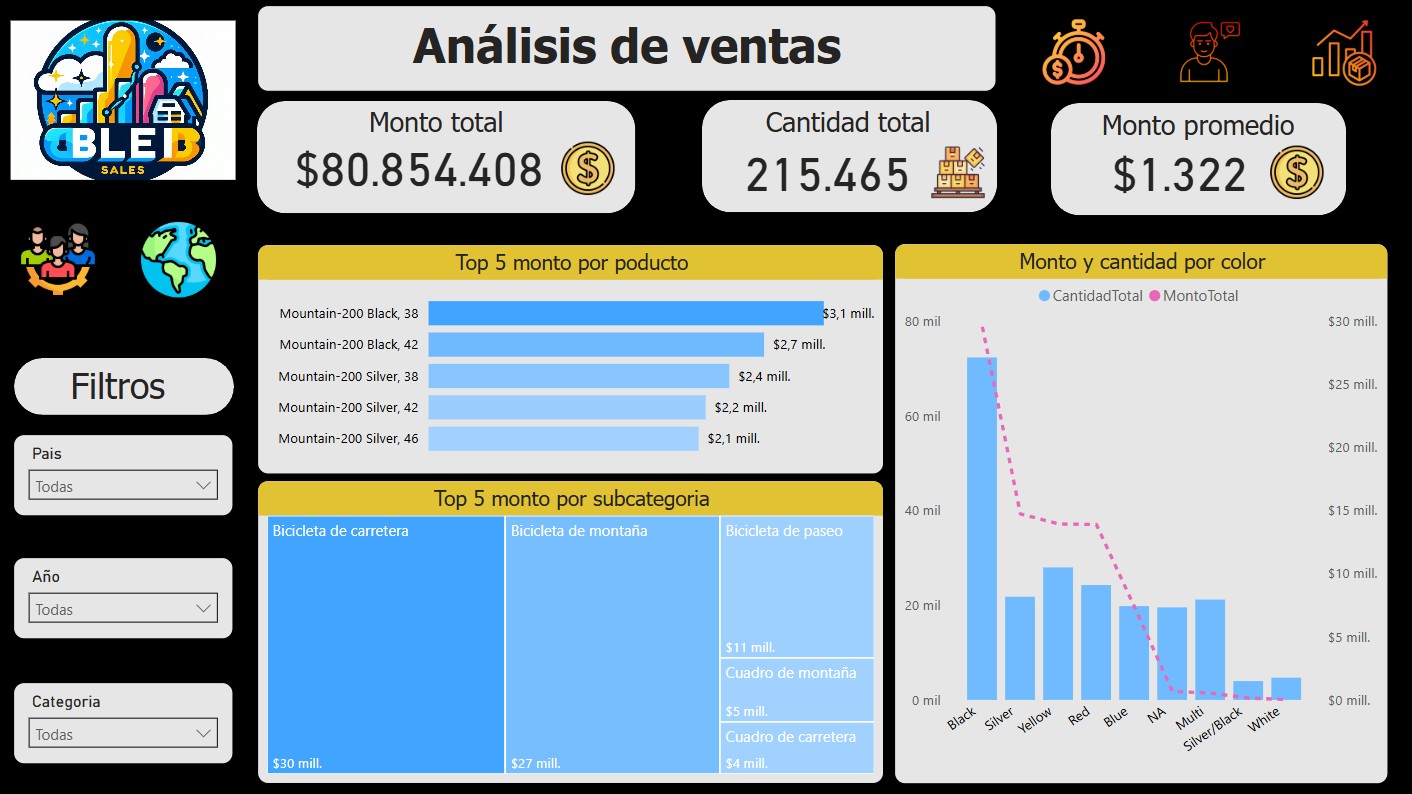 BLEIB
SALES
Análisis de ventas
Monto total
$80.854.408
Cantidad total
215.465
Monto promedio
$1.322
Filtros
Pais
Todas
Año
Todas
Categoria
Todas
Top 5 monto por poducto
Mountain-200 Black, 38
$3,1 mill.
Mountain-200 Black, 42
$2,7 mill.
Mountain-200 Silver, 38
$2,4 mill.
Mountain-200 Silver, 42
$2,2 mill.
Mountain-200 Silver, 46
$2,1 mill.
Top 5 monto por subcategoria
Bicicleta de carretera
$30 mill.
Bicicleta de montaña
$27 mill.
Bicicleta de paseo
$11 mill.
Cuadro de montaña
$5 mill.
Cuadro de carretera
$4 mill.
Monto y cantidad por color
CantidadTotal MontoTotal
80 mil
60 mil
40 mil
20 mil
0 mil
$30 mill.
$25 mill.
$20 mill.
$15 mill.
$10 mill.
$5 mill.
$0 mill.
Black
Silver
Yellow
Red
Blue
NA
Multi
Silver/Black
White